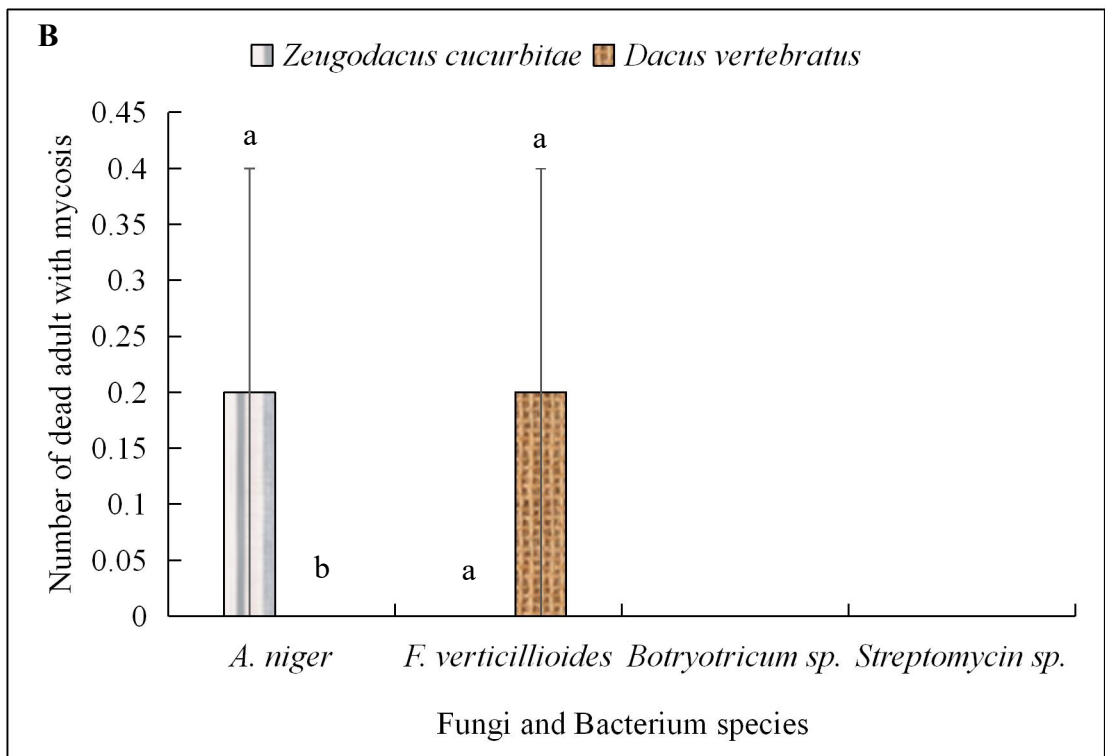 B
Zeugodacus cucurbitae Dacus vertebratus
Number of dead adult with mycosis
0.45
0.4
0.35
0.3
0.25
0.2
0.15
0.1
0.05
0
a
a
b
a
A. niger F. verticillioides Botryotricum sp. Streptomycin sp.
Fungi and Bacterium species